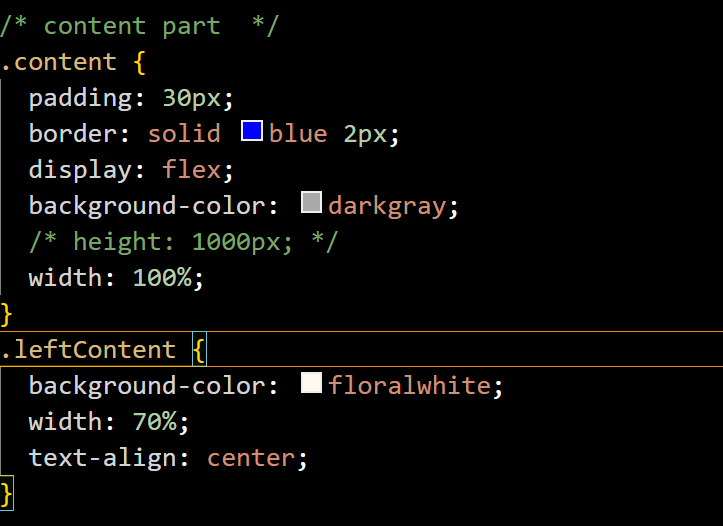 /* content part  */
.content {
  padding: 30px;
  border: solid blue 2px;
  display: flex;
  background-color: darkgray;
  /* height: 1000px; */
  width: 100%;
}
.leftContent {
  background-color: floralwhite;
  width: 70%;
  text-align: center;
}